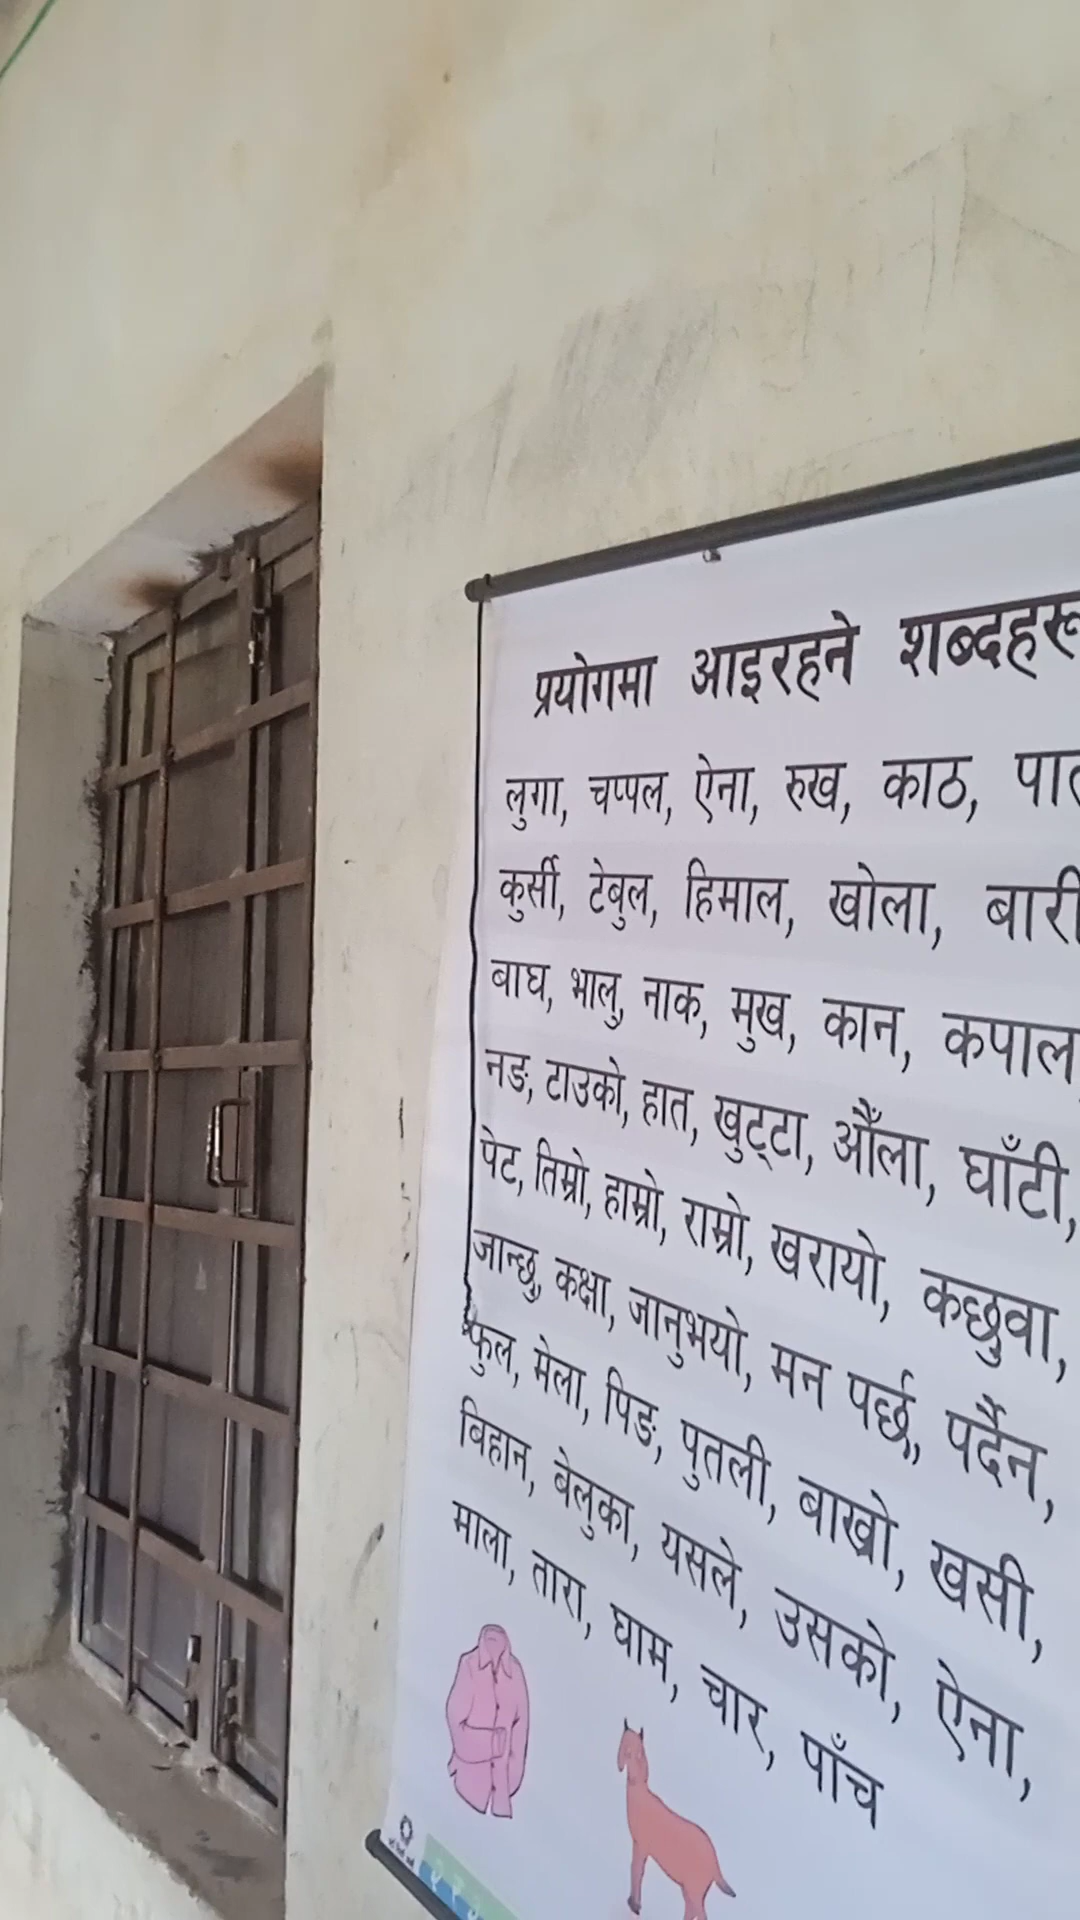 प्रयोगमा आइरहने शब्दहरू
लुगा, चप्पल, ऐना, रुख, काठ,
कुर्सी, टेबुल, हिमाल, खोला, बारी
बाघ, भालु, नाक, मुख, कान, कपाल,
नङ, टाउको, हात, खुट्टा, औँला, घाँटी,
पेट, तिम्रो, हाम्रो, राम्रो, खरायो, कछुवा,
जान्छु, कक्षा, जानुभयो, मन पर्छ, पर्दैन,
फुल, मेला, पिङ, पुतली, बाख्रो, खसी,
बिहान, बेलुका, यसले, उसको, ऐना,
माला, तारा, घाम, चार, पाँच